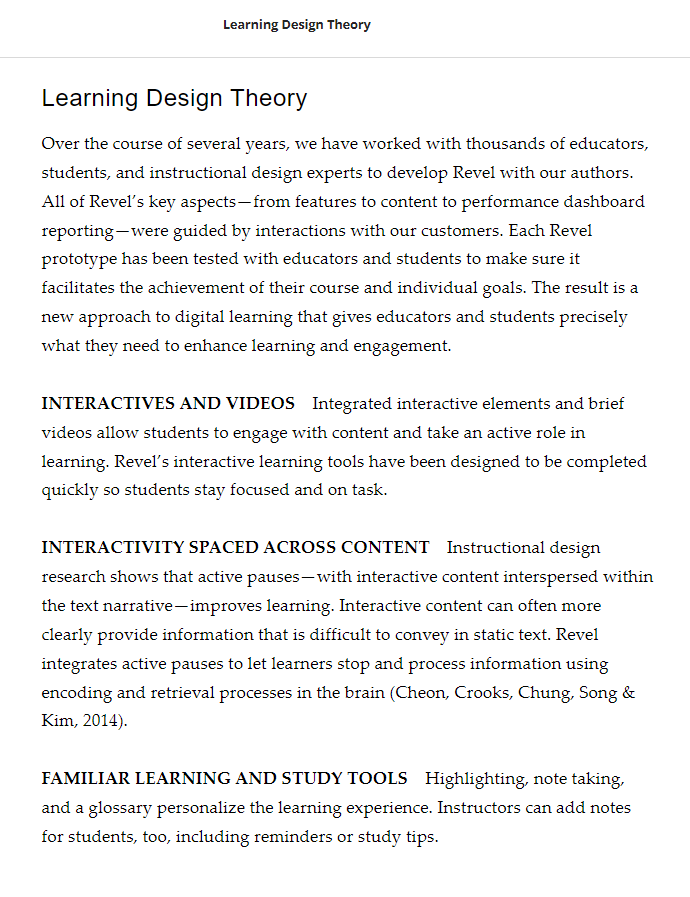 Learning Design Theory
Learning Design Theory
Over the course of several years, we have worked with thousands of educators,
students, and instructional design experts to develop Revel with our authors.
All of Revel’s key aspects—from features to content to performance dashboard
reporting—were guided by interactions with our customers. Each Revel
prototype has been tested with educators and students to make sure it
facilitates the achievement of their course and individual goals. The result is a
new approach to digital learning that gives educators and students precisely
what they need to enhance learning and engagement.
INTERACTIVES AND VIDEOS Integrated interactive elements and brief
videos allow students to engage with content and take an active role in
learning. Revel’s interactive learning tools have been designed to be completed
quickly so students stay focused and on task.
INTERACTIVITY SPACED ACROSS CONTENT Instructional design
research shows that active pauses—with interactive content interspersed within
the text narrative—improves learning. Interactive content can often more
clearly provide information that is difficult to convey in static text. Revel
integrates active pauses to let learners stop and process information using
encoding and retrieval processes in the brain (Cheon, Crooks, Chung, Song &
Kim, 2014).
FAMILIAR LEARNING AND STUDY TOOLS Highlighting, note taking,
and a glossary personalize the learning experience. Instructors can add notes
for students, too, including reminders or study tips.